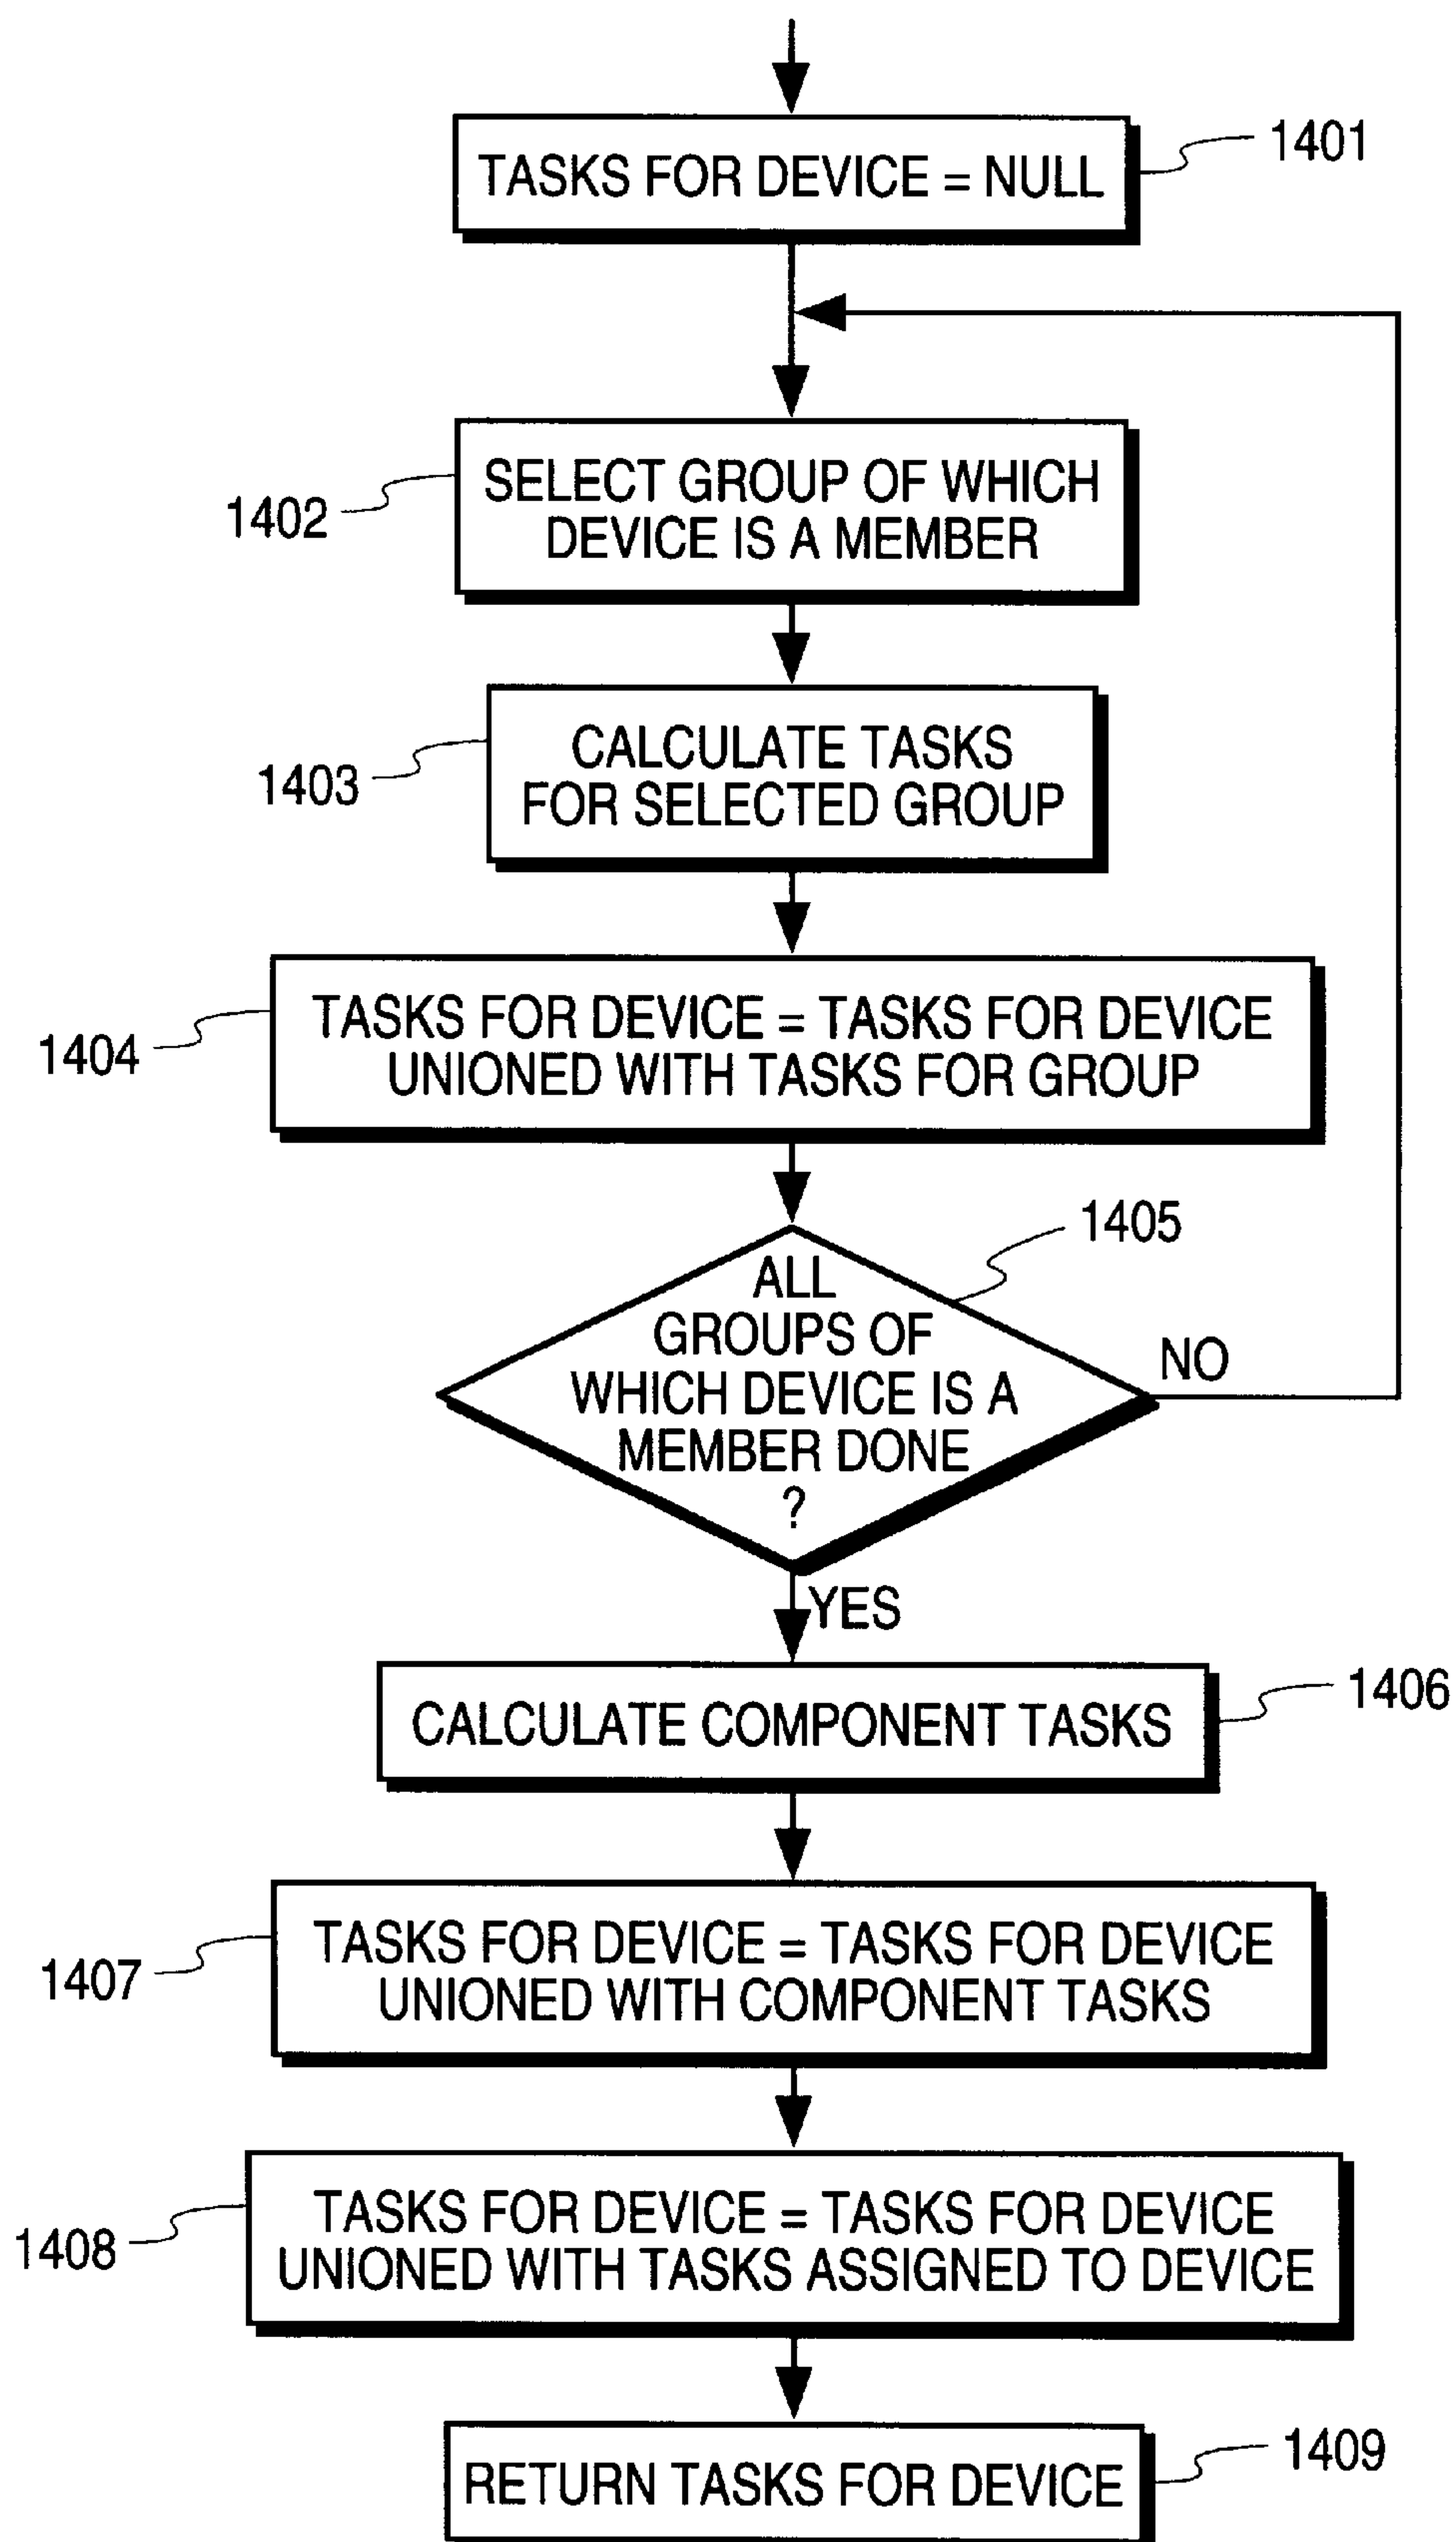 TASKS FOR DEVICE = NULL
1401
SELECT GROUP OF WHICH
DEVICE IS A MEMBER
1402
CALCULATE TASKS
FOR SELECTED GROUP
1403
TASKS FOR DEVICE = TASKS FOR DEVICE
UNIONED WITH TASKS FOR GROUP
1404
1405
ALL
GROUPS OF
WHICH DEVICE IS A
MEMBER DONE
?
NO
YES
CALCULATE COMPONENT TASKS
1406
TASKS FOR DEVICE = TASKS FOR DEVICE
UNIONED WITH COMPONENT TASKS
1407
TASKS FOR DEVICE = TASKS FOR DEVICE
UNIONED WITH TASKS ASSIGNED TO DEVICE
1408
RETURN TASKS FOR DEVICE
1409